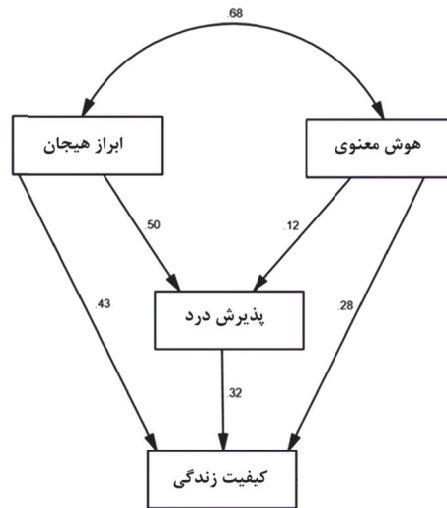 .68
هوش معنوی
ابراز هیجان
.12
.50
پذیرش درد
.28
.43
.32
کیفیت زندگی